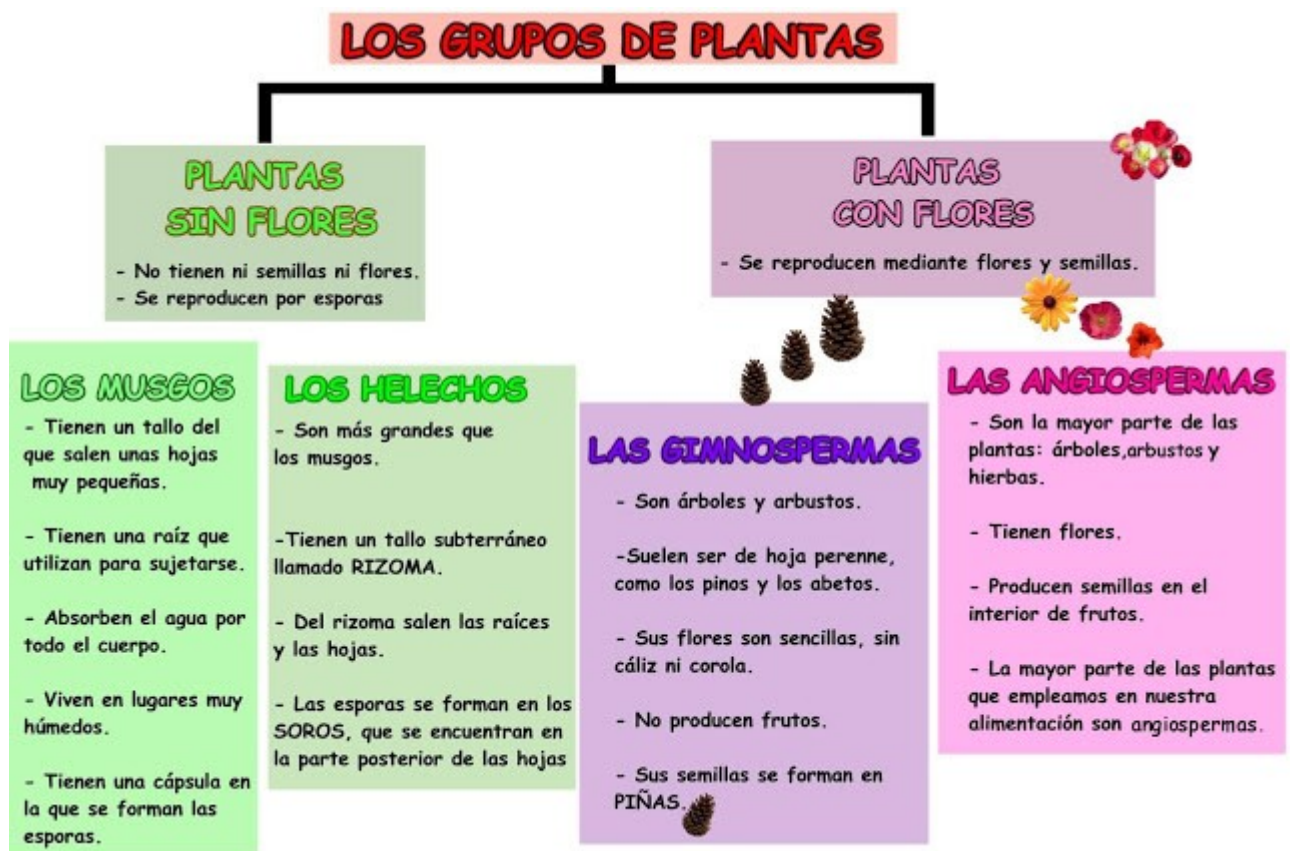 LOS GRUPOS DE PLANTAS
PLANTAS
SIN FLORES
- No tienen ni semillas ni flores.
- Se reproducen por esporas
PLANTAS
CON FLORES
- Se reproducen mediante flores y semillas.
LOS MUSGOS
- Tienen un tallo del
que salen unas hojas
muy pequeñas.
- Tienen una raíz que
utilizan para sujetarse.
- Absorben el agua por
todo el cuerpo.
- Viven en lugares muy
húmedos.
- Tienen una cápsula en
la que se forman las
esporas.
LOS HELECHOS
- Son más grandes que
los musgos.
-Tienen un tallo subterráneo
llamado RIZOMA.
- Del rizoma salen las raíces
y las hojas.
- Las esporas se forman en los
SOROS, que se encuentran en
la parte posterior de las hojas
LAS GIMNOSPERMAS
- Son árboles y arbustos.
-Suelen ser de hoja perenne,
como los pinos y los abetos.
- Sus flores son sencillas, sin
cáliz ni corola.
- No producen frutos.
- Sus semillas se forman en
PIÑAS.
LAS ANGIOSPERMAS
- Son la mayor parte de las
plantas: árboles,arbustos y
hierbas.
- Tienen flores.
- Producen semillas en el
interior de frutos.
- La mayor parte de las plantas
que empleamos en nuestra
alimentación son angiospermas.